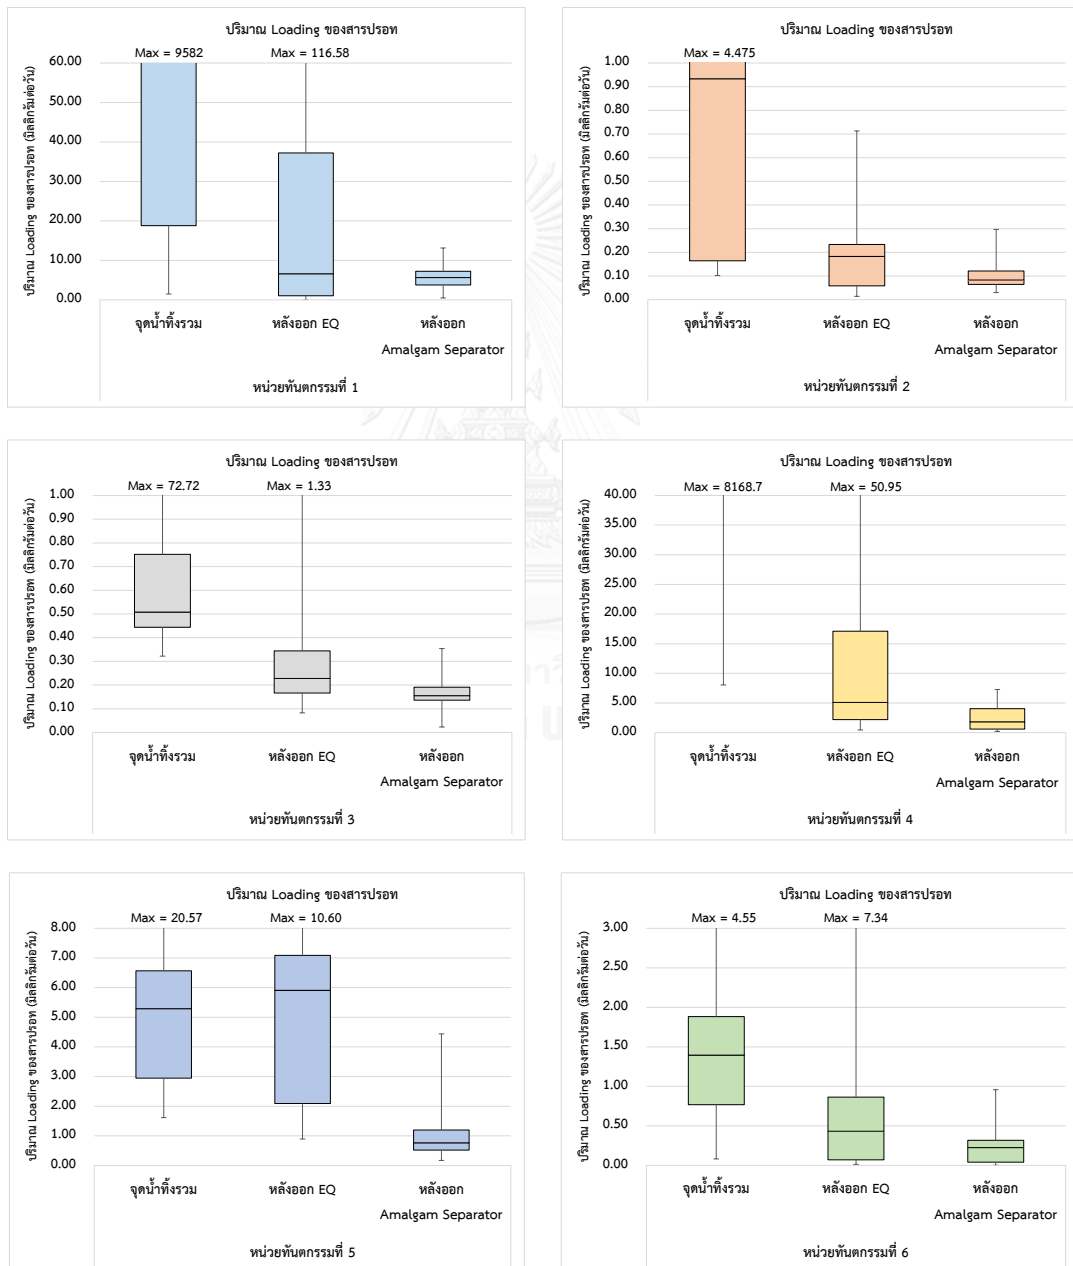 ปริมาณ Loading ของสารปรอท
Max = 9582
Max = 116.58
ปริมาณ Loading ของสารปรอท (มิลลิกรัมต่อวัน)
60.00
50.00
40.00
30.00
20.00
10.00
0.00
จุดน้ำทิ้งรวม
หลังออก EQ
หลังออก
Amalgam Separator
หน่วยทันตกรรมที่ 1
ปริมาณ Loading ของสารปรอท
Max = 4.475
ปริมาณ Loading ของสารปรอท (มิลลิกรัมต่อวัน)
1.00
0.90
0.80
0.70
0.60
0.50
0.40
0.30
0.20
0.10
0.00
จุดน้ำทิ้งรวม
หลังออก EQ
หลังออก
Amalgam Separator
หน่วยทันตกรรมที่ 2
ปริมาณ Loading ของสารปรอท
Max = 72.72
Max = 1.33
ปริมาณ Loading ของสารปรอท (มิลลิกรัมต่อวัน)
1.00
0.90
0.80
0.70
0.60
0.50
0.40
0.30
0.20
0.10
0.00
จุดน้ำทิ้งรวม
หลังออก EQ
หลังออก
Amalgam Separator
หน่วยทันตกรรมที่ 3
ปริมาณ Loading ของสารปรอท
Max = 8168.7
Max = 50.95
ปริมาณ Loading ของสารปรอท (มิลลิกรัมต่อวัน)
40.00
35.00
30.00
25.00
20.00
15.00
10.00
5.00
0.00
จุดน้ำทิ้งรวม
หลังออก EQ
หลังออก
Amalgam Separator
หน่วยทันตกรรมที่ 4
ปริมาณ Loading ของสารปรอท
Max = 20.57
Max = 10.60
ปริมาณ Loading ของสารปรอท (มิลลิกรัมต่อวัน)
8.00
7.00
6.00
5.00
4.00
3.00
2.00
1.00
0.00
จุดน้ำทิ้งรวม
หลังออก EQ
หลังออก
Amalgam Separator
หน่วยทันตกรรมที่ 5
ปริมาณ Loading ของสารปรอท
Max = 4.55
Max = 7.34
ปริมาณ Loading ของสารปรอท (มิลลิกรัมต่อวัน)
3.00
2.50
2.00
1.50
1.00
0.50
0.00
จุดน้ำทิ้งรวม
หลังออก EQ
หลังออก
Amalgam Separator
หน่วยทันตกรรมที่ 6